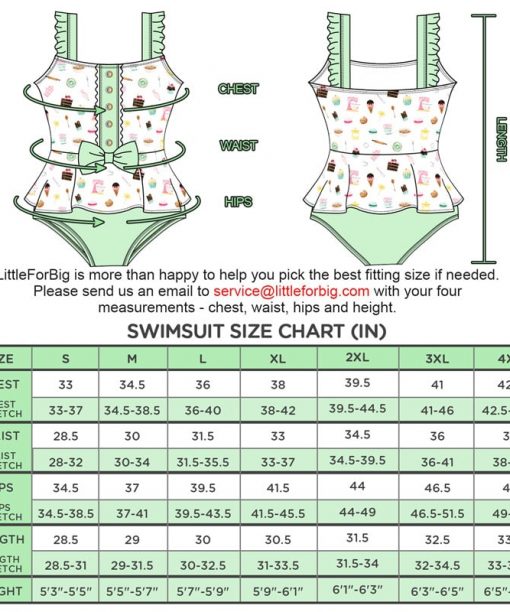 CHEST
WAIST
HIPS
LENGTH
LittleForBig is more than happy to help you pick the best fitting size if needed.
Please send us an email to service@littleforbig.com with your four
measurements - chest, waist, hips and height.
SWIMSUIT SIZE CHART (IN)
ZE S M L XL 2XL 3XL 4X
EST 33 34.5 36 38 39.5 41 42
EST
RETCH 33-37 34.5-38.5 36-40 38-42 39.5-44.5 41-46 42.5-
IST 28.5 30 31.5 33 34.5 36 3
IST
RETCH 28-32 30-34 31.5-35.5 33-37 34.5-39.5 36-41 38-
PS 34.5 37 39.5 41.5 44 46.5 4
PS
RETCH 34.5-38.5 37-41 39.5-43.5 41.5-45.5 44-49 46.5-51.5 49-
NGTH 28.5 29 30 30.5 31.5 32.5 33
NGTH
RETCH 28.5-31 29-31.5 30-32.5 31-33.5 31.5-34 32-34.5 33-3
IGHT 5'3"-5'5" 5'5"-5'7" 5'7"-5'9" 5'9"-6'1" 6'1"-6'3" 6'3"-6'5" 6'5"-